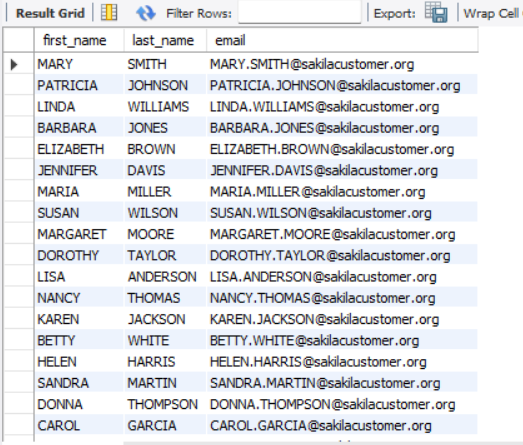 Result Grid Filter Rows: Export: Wrap Cell
first_name last_name email
MARY SMITH MARY.SMITH@sakilacustomer.org
PATRICIA JOHNSON PATRICIA.JOHNSON@sakilacustomer.org
LINDA WILLIAMS LINDA.WILLIAMS@sakilacustomer.org
BARBARA JONES BARBARA.JONES@sakilacustomer.org
ELIZABETH BROWN ELIZABETH.BROWN@sakilacustomer.org
JENNIFER DAVIS JENNIFER.DAVIS@sakilacustomer.org
MARIA MILLER MARIA.MILLER@sakilacustomer.org
SUSAN WILSON SUSAN.WILSON@sakilacustomer.org
MARGARET MOORE MARGARET.MOORE@sakilacustomer.org
DOROTHY TAYLOR DOROTHY.TAYLOR@sakilacustomer.org
LISA ANDERSON LISA.ANDERSON@sakilacustomer.org
NANCY THOMAS NANCY.THOMAS@sakilacustomer.org
KAREN JACKSON KAREN.JACKSON@sakilacustomer.org
BETTY WHITE BETTY.WHITE@sakilacustomer.org
HELEN HARRIS HELEN.HARRIS@sakilacustomer.org
SANDRA MARTIN SANDRA.MARTIN@sakilacustomer.org
DONNA THOMPSON DONNA.THOMPSON@sakilacustomer.org
CAROL GARCIA CAROL.GARCIA@sakilacustomer.org